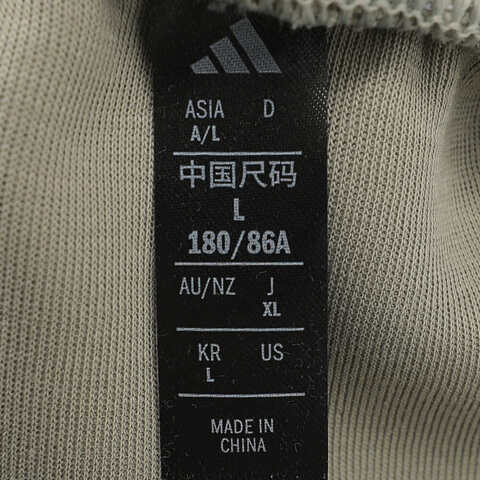 ASIA D
A/L
中国尺码
L
180/86A
AU/NZ J
XL
KR US
L
MADE IN
CHINA